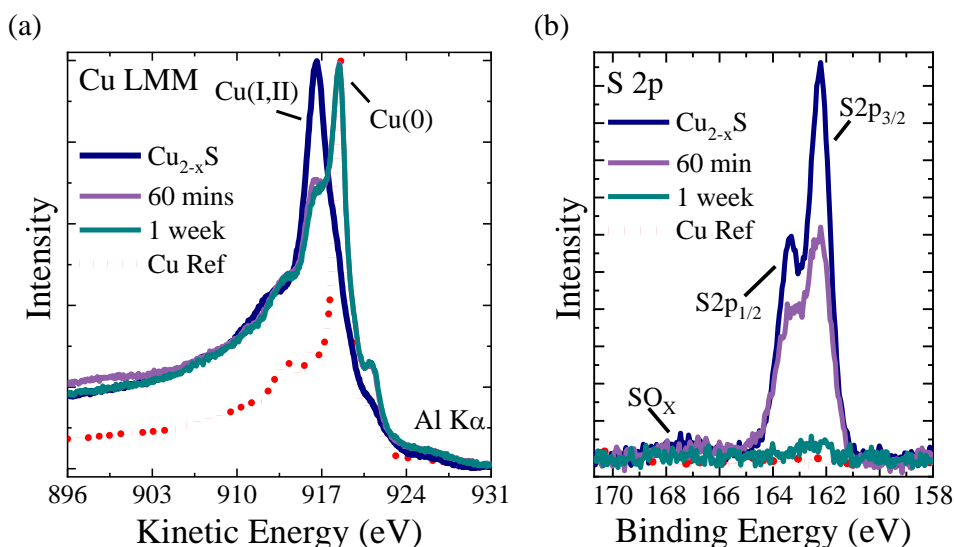 (a)
Cu LMM
Cu(I,II)
Cu(0)
Cu₂₋ₓS
60 mins
1 week
Cu Ref
Al Kα
Intensity
896 903 910 917 924 931
Kinetic Energy (eV)
(b)
S 2p
S2p₃/₂
Cu₂₋ₓS
60 min
1 week
Cu Ref
S2p₁/₂
SOₓ
Intensity
170 168 166 164 162 160 158
Binding Energy (eV)